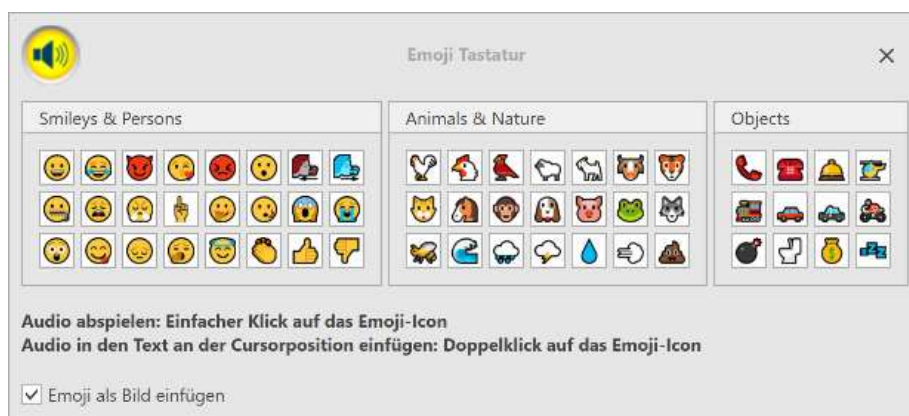 Emoji Tastatur
Smileys & Persons
Animals & Nature
Objects
Audio abspielen: Einfacher Klick auf das Emoji-Icon
Audio in den Text an der Cursorposition einfügen: Doppelklick auf das Emoji-Icon
Emoji als Bild einfügen